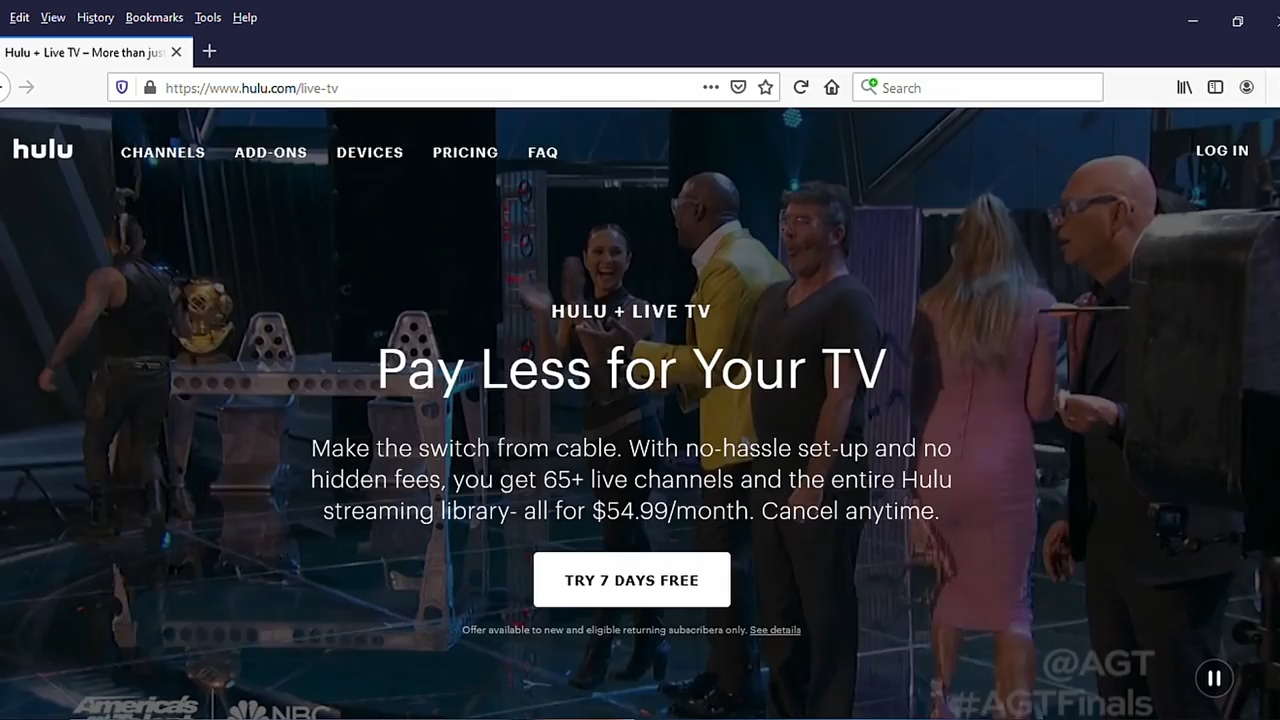 Edit View History Bookmarks Tools Help
Hulu + Live TV – More than jus
https://www.hulu.com/live-tv
Search
hulu CHANNELS ADD-ONS DEVICES PRICING FAQ LOG IN
HULU + LIVE TV
Pay Less for Your TV
Make the switch from cable. With no-hassle set-up and no
hidden fees, you get 65+ live channels and the entire Hulu
streaming library- all for $54.99/month. Cancel anytime.
TRY 7 DAYS FREE
Offer available to new and eligible returning subscribers only. See details
@AGT
#AGTFinals
America's
NBC